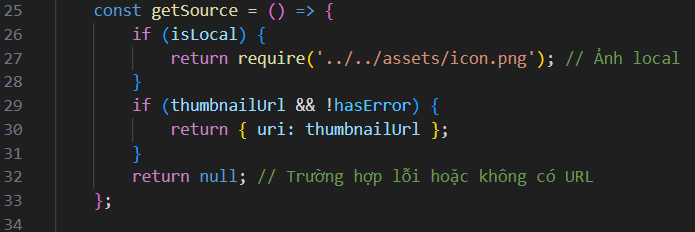 25 const getSource = () => {
26 if (isLocal) {
27 return require('../../assets/icon.png'); // Ảnh local
28 }
29 if (thumbnailUrl && !hasError) {
30 return { uri: thumbnailUrl };
31 }
32 return null; // Trường hợp lỗi hoặc không có URL
33 };
34